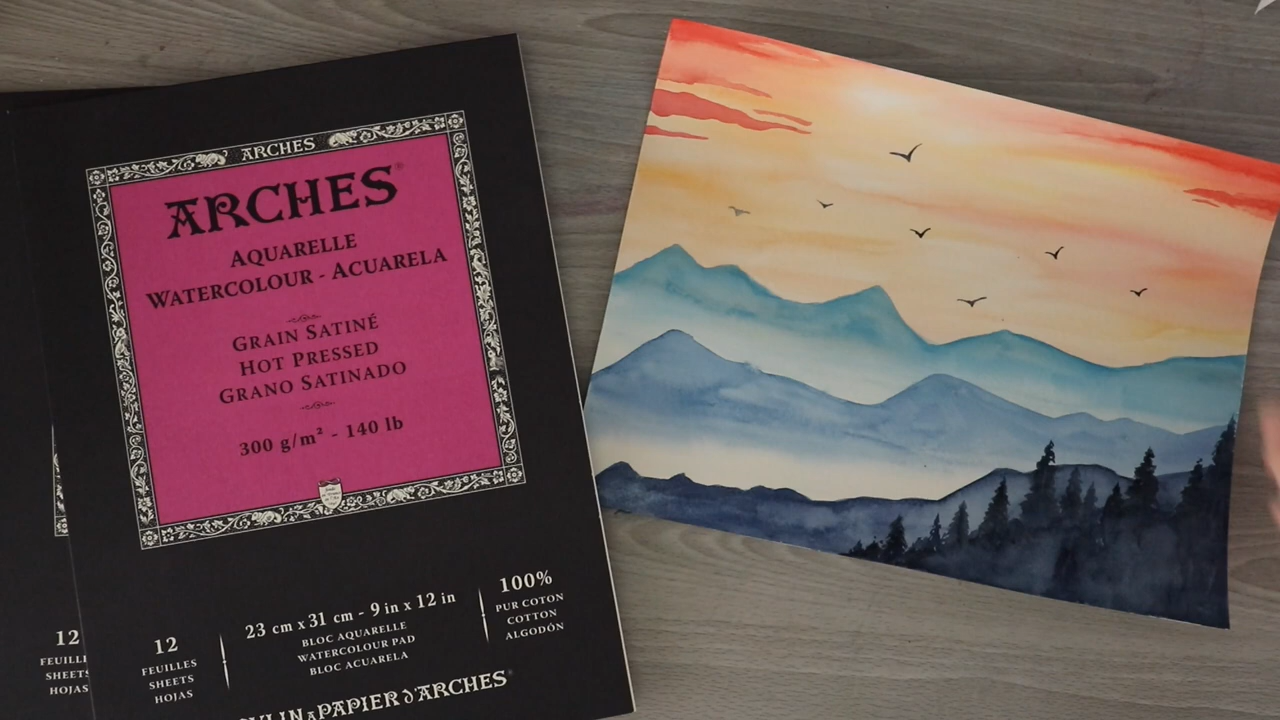 ARCHES
ARCHES®
AQUARELLE
WATERCOLOUR - ACUARELA
GRAIN SATINÉ
HOT PRESSED
GRANO SATINADO
300 g/m² - 140 lb
12
FEUILLES
SHEETS
HOJAS
23 cm x 31 cm - 9 in x 12 in
BLOC AQUARELLE
WATERCOLOUR PAD
BLOC ACUARELA
100%
PUR COTON
COTTON
ALGODÓN
PAPIER D'ARCHES®
12
SHEETS
HOJAS